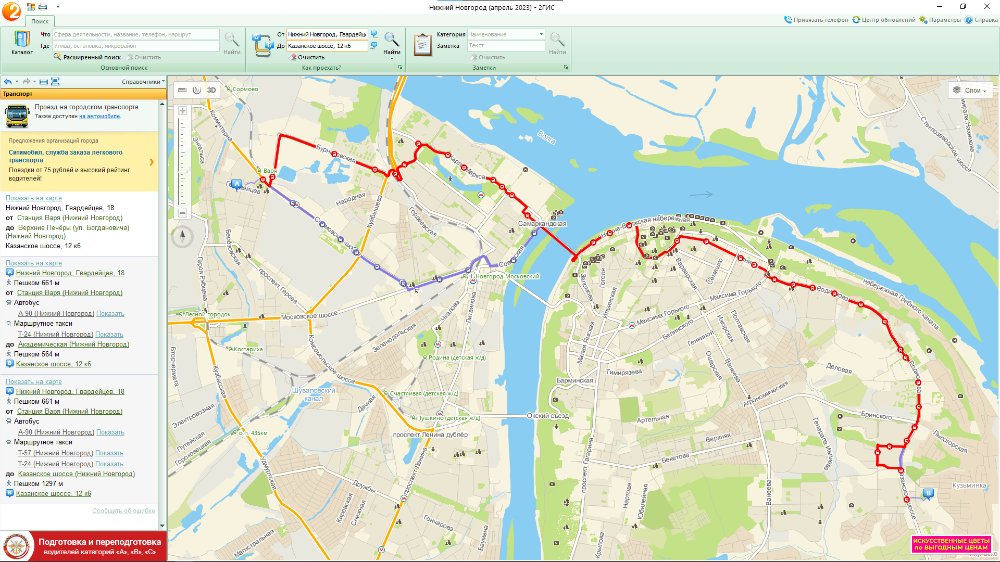 Нижний Новгород (апрель 2023) - 2ГИС
Поиск
Привязать телефон
Центр обновлений
Параметры
Справка
Каталог
Что
Сфера деятельности, название, телефон, маршрут
Где
Улица, остановка, микрорайон
Расширенный поиск
Очистить
Найти
Основной поиск
От
Нижний Новгород, Гвардейц
До
Казанское шоссе, 12 к6
Очистить
Найти
Как проехать?
Категория
Наименование
Заметка
Текст
Очистить
Найти
Заметки
Справочники
Транспорт
Проезд на городском транспорте
Также доступен на автомобиле.
Предложения организаций города
Ситимобил, служба заказа легкового
транспорта
Поездки от 75 рублей и высокий рейтинг
водителей!
Показать на карте
Нижний Новгород, Гвардейцев, 18
от Станция Варя (Нижний Новгород)
до Верхние Печёры (ул. Богдановича)
(Нижний Новгород)
Казанское шоссе, 12 к6
Показать на карте
A Нижний Новгород, Гвардейцев, 18
Пешком 661 м
от Станция Варя (Нижний Новгород)
Автобус
А-90 (Нижний Новгород) Показать
Маршрутное такси
Т-24 (Нижний Новгород) Показать
до Академическая (Нижний Новгород)
Пешком 564 м
B Казанское шоссе, 12 к6
Показать на карте
A Нижний Новгород, Гвардейцев, 18
Пешком 661 м
от Станция Варя (Нижний Новгород)
Автобус
А-90 (Нижний Новгород) Показать
Маршрутное такси
Т-57 (Нижний Новгород) Показать
Т-24 (Нижний Новгород) Показать
до Казанское шоссе (Нижний Новгород)
Пешком 1297 м
B Казанское шоссе, 12 к6
Сообщить об ошибке
Подготовка и переподготовка
водителей категорий «А», «В», «С»
3D
Слои
Сормово
Коминтерна
Энгельса
Варя
A
Бурнаковская
Карла Маркса
Волга
Адмирала Нахимова
Стеклозаводское шоссе
Народная
Куйбышева
Гордеевская
Сормовское шоссе
Самаркандская
Советская
Н. Новгород-Московский
Берёзовская
Героя Рябцева
проспект Героев
Лесной городок
Московское шоссе
Чкалова
Литвинова
Зеленодольская
Костариха
Вторчермета
Кузбасская
Комсомольское шоссе
Шуваловский
канал
Родина (детская ж/д)
Дачная
Счастливая (детская ж/д)
Пушкино (детская ж/д)
проспект Ленина дублёр
Электровозная
Путейская
Гороховецкая
о.п. 435км
Удмуртская
Дружбы
проспект Ленина
Кировская
Снежная
Гончарова
Магистральная
Баумана
Нижне-Волжская набережная
Заломова
Гоголя
Ильинская
Варварская
Семашко
Максима Горького
Максима Горького
Белинского
Малая Ямская
Генкиной
Ижорская
Полтавская
Ошарская
Ванеева
Тимирязева
Барминская
Окский съезд
Артельная
Агрономическая
Деловая
Родионова
набережная Гребного канала
Бринского
Лысогорская
Генерала Ивлиева
Верхняя
Бекетова
проспект Гагарина
Нартова
Юбилейная
Ванеева
Крылова
Казанское шоссе
Кузьминка
B
ИСКУССТВЕННЫЕ ЦВЕТЫ
по ВЫГОДНЫМ ЦЕНАМ